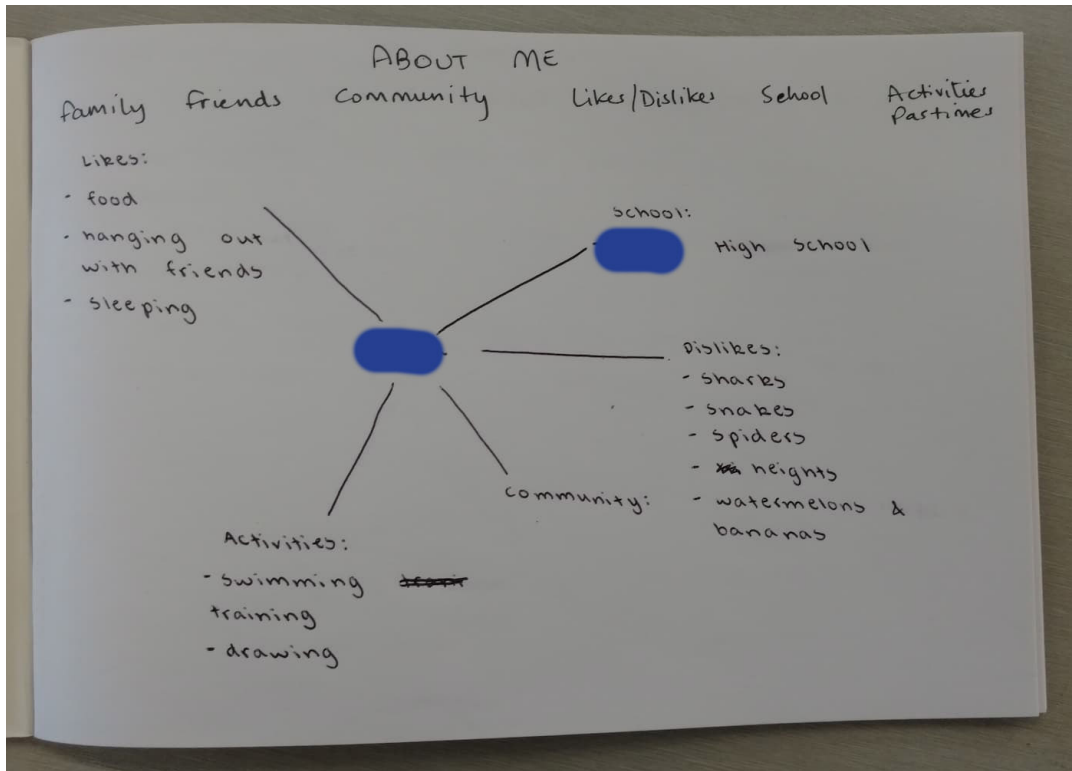 ABOUT ME
family friends Community Likes/Dislikes School Activities
Pastimes
Likes:
- food
- hanging out
with friends
- sleeping
School:
High School
Dislikes:
- sharks
- snakes
- spiders
- heights
- watermelons &
bananas
Community:
Activities:
- swimming
training
- drawing